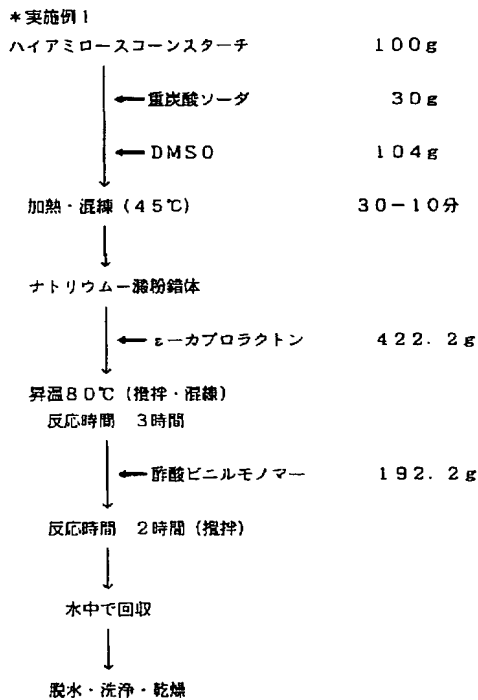 *実施例1
ハイアミロースコーンスターチ 100g
重炭酸ソーダ 30g
DMSO 104g
加熱・混練(45℃) 30-10分
ナトリウムー澱粉錯体
ε-カプロラクトン 422.2g
昇温80℃(撹拌・混練)
反応時間 3時間
酢酸ビニルモノマー 192.2g
反応時間 2時間(撹拌)
水中で回収
脱水・洗浄・乾燥